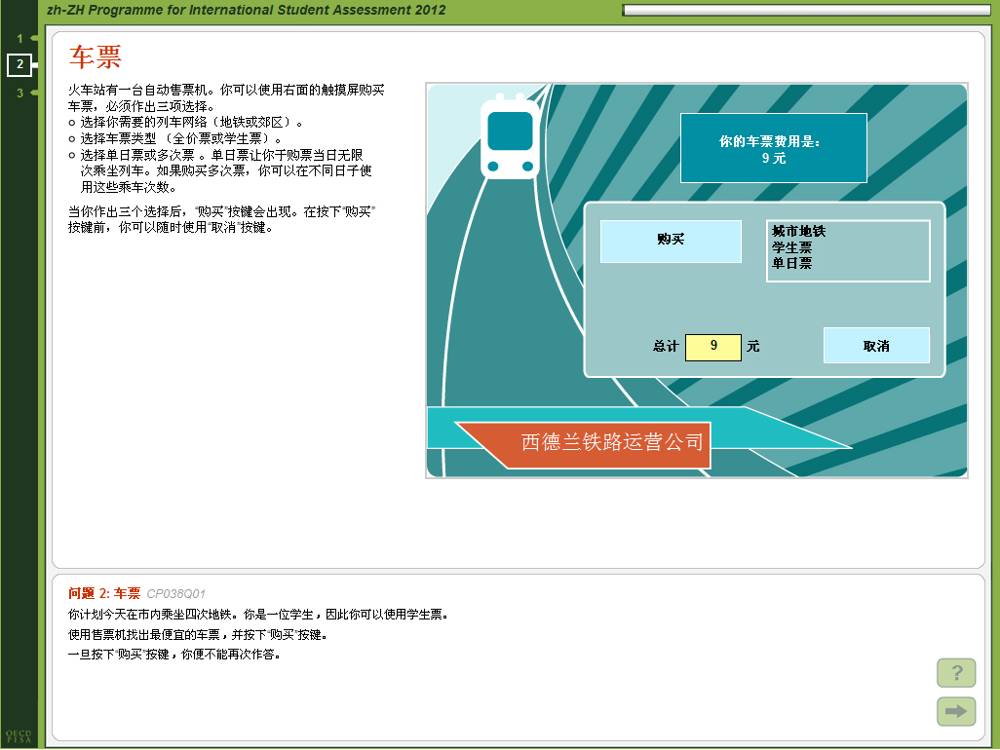 zh-ZH Programme for International Student Assessment 2012
1
2
3
车票
火车站有一台自动售票机。你可以使用右面的触摸屏购买
车票，必须作出三项选择。
选择你需要的列车网络（地铁或郊区）。
选择车票类型 （全价票或学生票）。
选择单日票或多次票 。单日票让你于购票当日无限
次乘坐列车。如果购买多次票，你可以在不同日子使
用这些乘车次数。
当你作出三个选择后，“购买”按键会出现。在按下“购买”
按键前，你可以随时使用“取消”按键。
你的车票费用是：
9 元
购买
城市地铁
学生票
单日票
总计 9 元
取消
西德兰铁路运营公司
问题 2: 车票 CP038Q01
你计划今天在市内乘坐四次地铁。你是一位学生，因此你可以使用学生票。
使用售票机找出最便宜的车票，并按下“购买”按键。
一旦按下“购买”按键，你便不能再次作答。
?
OECD
PISA